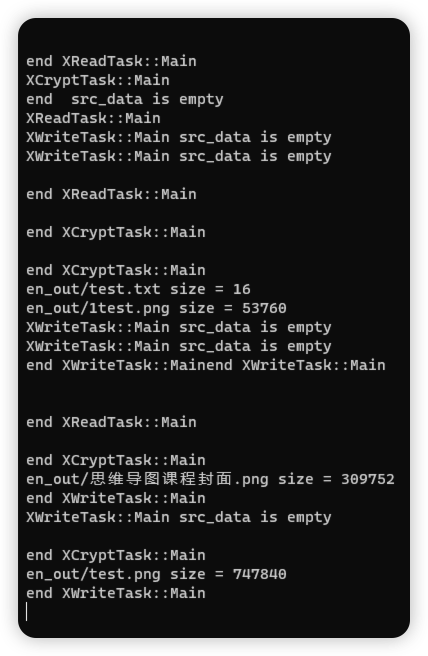 end XReadTask::Main
XCryptTask::Main
end  src_data is empty
XReadTask::Main
XWriteTask::Main src_data is empty
XWriteTask::Main src_data is empty
end XReadTask::Main
end XCryptTask::Main
end XCryptTask::Main
en_out/test.txt size = 16
en_out/1test.png size = 53760
XWriteTask::Main src_data is empty
XWriteTask::Main src_data is empty
end XWriteTask::Mainend XWriteTask::Main
end XReadTask::Main
end XCryptTask::Main
en_out/思维导图课程封面.png size = 309752
end XWriteTask::Main
XWriteTask::Main src_data is empty
end XCryptTask::Main
en_out/test.png size = 747840
end XWriteTask::Main